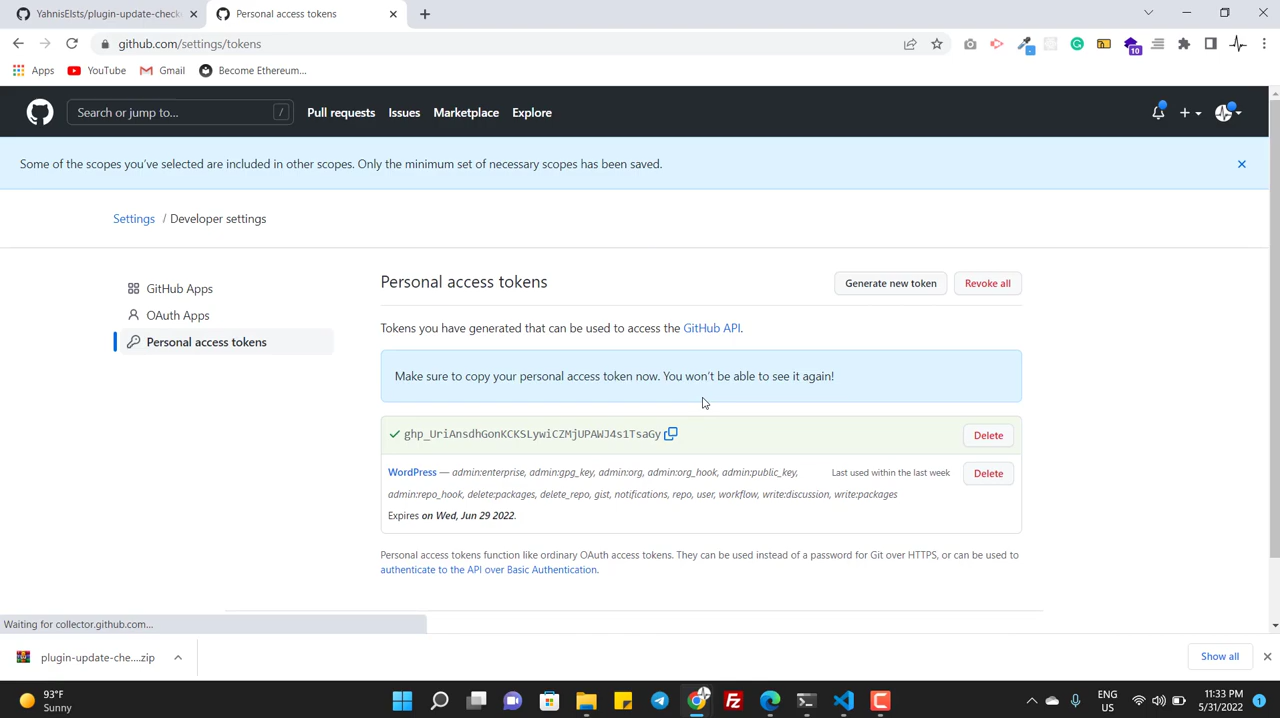 YahnisElsts/plugin-update-check
Personal access tokens
github.com/settings/tokens
10
Apps
YouTube
Gmail
Become Ethereum...
Search or jump to...
/
Pull requests
Issues
Marketplace
Explore
Some of the scopes you've selected are included in other scopes. Only the minimum set of necessary scopes has been saved.
Settings / Developer settings
GitHub Apps
OAuth Apps
Personal access tokens
Personal access tokens
Generate new token
Revoke all
Tokens you have generated that can be used to access the GitHub API.
Make sure to copy your personal access token now. You won't be able to see it again!
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
Delete
WordPress — admin:enterprise, admin:gpg_key, admin:org, admin:org_hook, admin:public_key,
admin:repo_hook, delete:packages, delete_repo, gist, notifications, repo, user, workflow, write:discussion, write:packages
Last used within the last week
Delete
Expires on Wed, Jun 29 2022.
Personal access tokens function like ordinary OAuth access tokens. They can be used instead of a password for Git over HTTPS, or can be used to
authenticate to the API over Basic Authentication.
Waiting for collector.github.com...
plugin-update-che....zip
Show all
93°F
Sunny
ENG
US
11:33 PM
5/31/2022
1